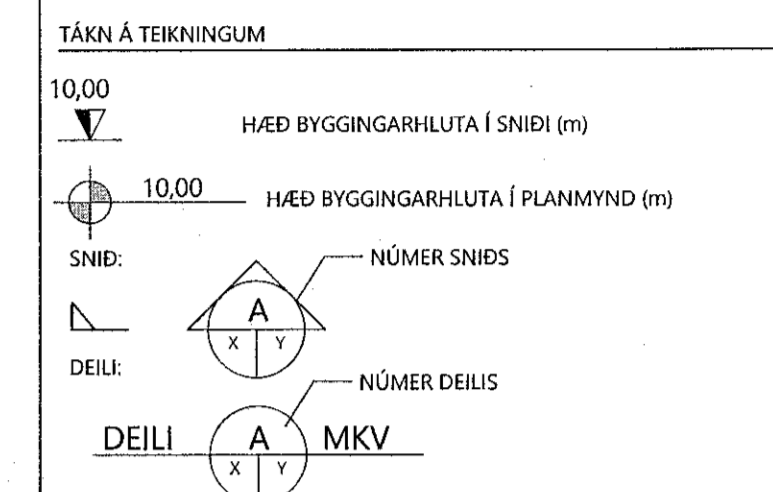 TÁKN Á TEIKNINGUM
10,00
HÆÐ BYGGINGARHLUTA Í SNIÐI (m)
10,00 HÆÐ BYGGINGARHLUTA Í PLANMYND (m)
SNIÐ:
NÚMER SNIÐS
A
X Y
DEILI:
NÚMER DEILIS
DEILI A MKV
X Y